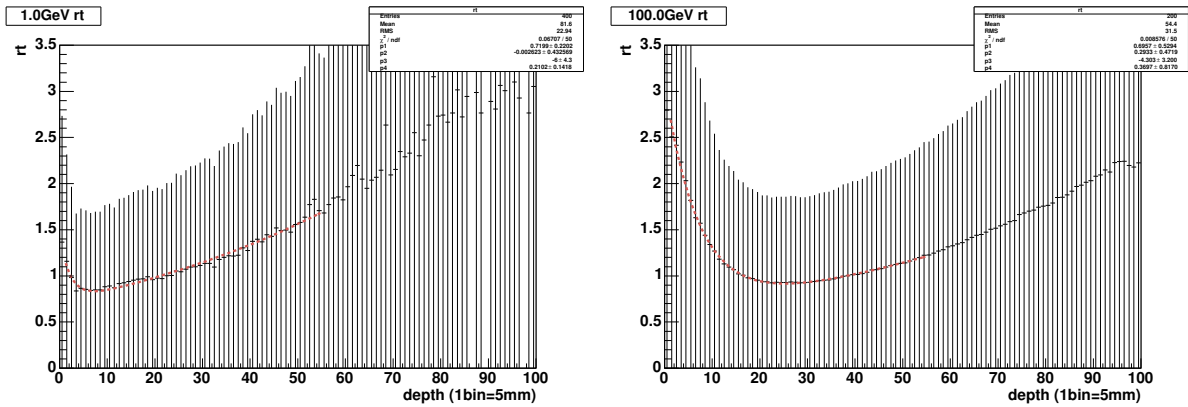 1.0GeV rt
rt
Entries 400
Mean 81.6
RMS 22.94
χ² / ndf 0.06707 / 50
p1 0.7199 ± 0.2202
p2 -0.002623 ± 0.432569
p3 -6 ± 4.3
p4 0.2102 ± 0.1418
rt
3.5
3
2.5
2
1.5
1
0.5
0
0 10 20 30 40 50 60 70 80 90 100
depth (1bin=5mm)
100.0GeV rt
rt
Entries 200
Mean 54.4
RMS 31.5
χ² / ndf 0.008576 / 50
p1 0.6957 ± 0.5294
p2 0.2933 ± 0.4719
p3 -4.303 ± 3.200
p4 0.3697 ± 0.8170
rt
3.5
3
2.5
2
1.5
1
0.5
0
0 10 20 30 40 50 60 70 80 90 100
depth (1bin=5mm)